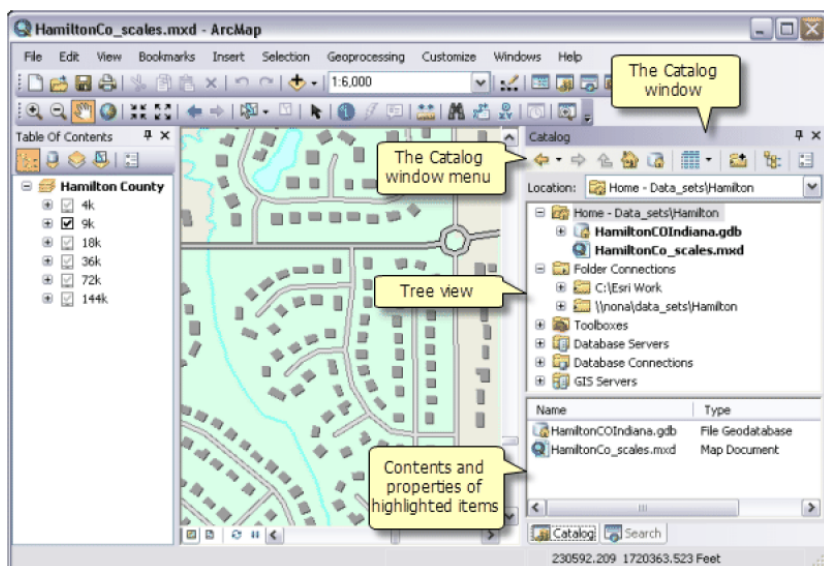 HamiltonCo_scales.mxd - ArcMap
File Edit View Bookmarks Insert Selection Geoprocessing Customize Windows Help
1:6,000
The Catalog
window
Table Of Contents
Catalog
The Catalog
window menu
Location: Home - Data_sets\Hamilton
Hamilton County
4k
9k
18k
36k
72k
144k
Home - Data_sets\Hamilton
HamiltonCOIndiana.gdb
HamiltonCo_scales.mxd
Folder Connections
C:\Esri Work
\\nona\data_sets\Hamilton
Toolboxes
Database Servers
Database Connections
GIS Servers
Tree view
Name Type
HamiltonCOIndiana.gdb File Geodatabase
HamiltonCo_scales.mxd Map Document
Contents and
properties of
highlighted items
Catalog Search
230592.209 1720363.523 Feet